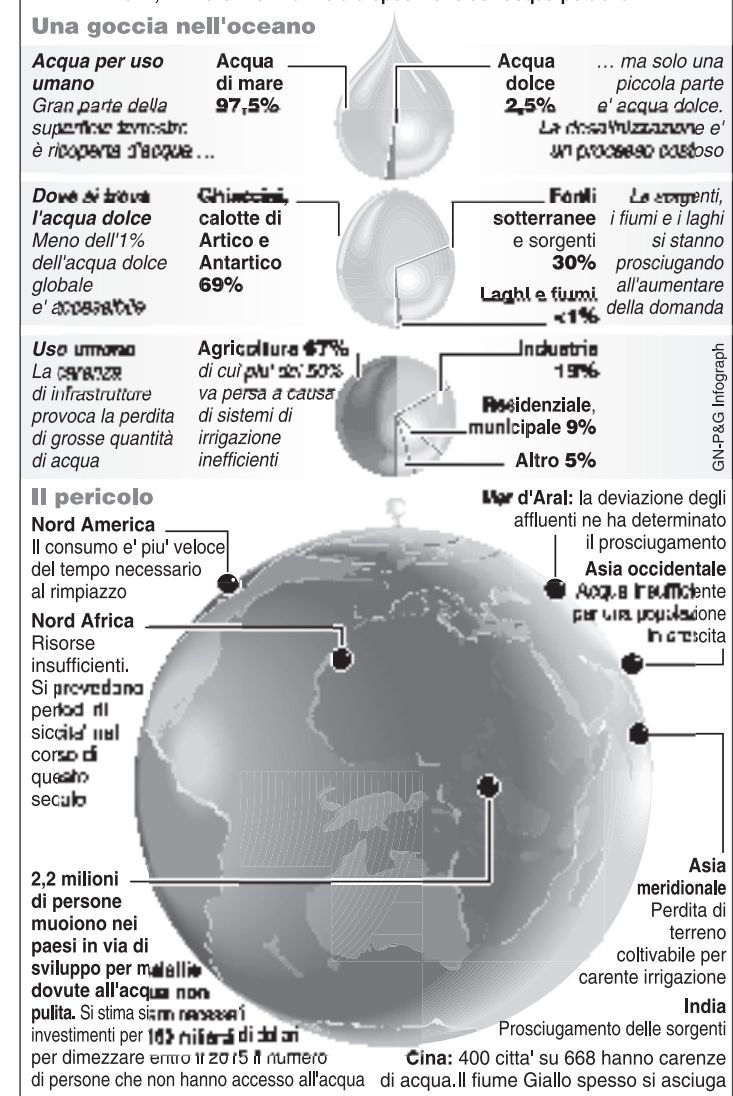 Una goccia nell'oceano
Acqua per uso
umano
Gran parte della
superficie terrestre
è ricoperta d'acqua …
Acqua
di mare
97,5%
Acqua
dolce
2,5%
… ma solo una
piccola parte
e' acqua dolce.
La desalinizzazione e'
un processo costoso
Dove si trova
l'acqua dolce
Meno dell'1%
dell'acqua dolce
globale
e' accessibile
Ghiacciai,
calotte di
Artico e
Antartico
69%
Fonti
sotterranee
e sorgenti
30%
Laghi e fiumi
<1%
Le sorgenti,
i fiumi e i laghi
si stanno
prosciugando
all'aumentare
della domanda
Uso umano
La carenza
di infrastrutture
provoca la perdita
di grosse quantità
di acqua
Agricoltura 67%
di cui piu' del 50%
va persa a causa
di sistemi di
irrigazione
inefficienti
Industria
19%
Residenziale,
municipale 9%
Altro 5%
GN-P&G Infograph
Il pericolo
Nord America
Il consumo e' piu' veloce
del tempo necessario
al rimpiazzo
Nord Africa
Risorse
insufficienti.
Si prevedono
periodi di
siccita' nel
corso di
questo
secolo
2,2 milioni
di persone
muoiono nei
paesi in via di
sviluppo per malattie
dovute all'acqua non
pulita. Si stima siano necessari
investimenti per miliardi di dollari
per dimezzare entro il 2015 il numero
di persone che non hanno accesso all'acqua
Mar d'Aral: la deviazione degli
affluenti ne ha determinato
il prosciugamento
Asia occidentale
Acqua insufficiente
per una popolazione
in crescita
Asia
meridionale
Perdita di
terreno
coltivabile per
carente irrigazione
India
Prosciugamento delle sorgenti
Cina: 400 citta' su 668 hanno carenze
di acqua. Il fiume Giallo spesso si asciuga